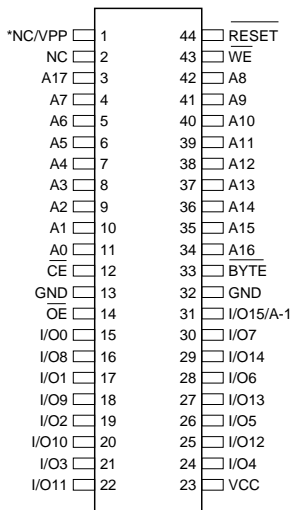 *NC/VPP 1 44 RESET
NC 2 43 WE
A17 3 42 A8
A7 4 41 A9
A6 5 40 A10
A5 6 39 A11
A4 7 38 A12
A3 8 37 A13
A2 9 36 A14
A1 10 35 A15
A0 11 34 A16
CE 12 33 BYTE
GND 13 32 GND
OE 14 31 I/O15/A-1
I/O0 15 30 I/O7
I/O8 16 29 I/O14
I/O1 17 28 I/O6
I/O9 18 27 I/O13
I/O2 19 26 I/O5
I/O10 20 25 I/O12
I/O3 21 24 I/O4
I/O11 22 23 VCC